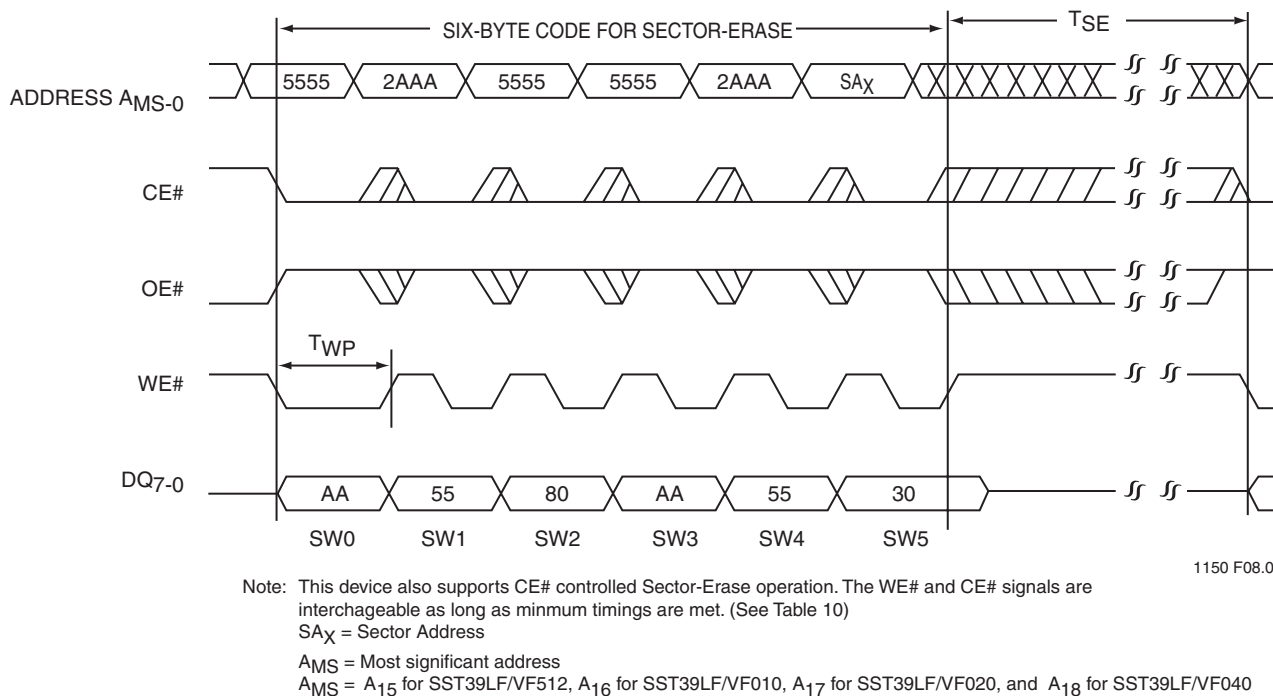 SIX-BYTE CODE FOR SECTOR-ERASE
TSE
ADDRESS AMS-0
5555 2AAA 5555 5555 2AAA SAX
CE#
OE#
TWP
WE#
DQ7-0
AA 55 80 AA 55 30
SW0 SW1 SW2 SW3 SW4 SW5
1150 F08.0
Note: This device also supports CE# controlled Sector-Erase operation. The WE# and CE# signals are
interchageable as long as minmum timings are met. (See Table 10)
SAX = Sector Address
AMS = Most significant address
AMS = A15 for SST39LF/VF512, A16 for SST39LF/VF010, A17 for SST39LF/VF020, and A18 for SST39LF/VF040